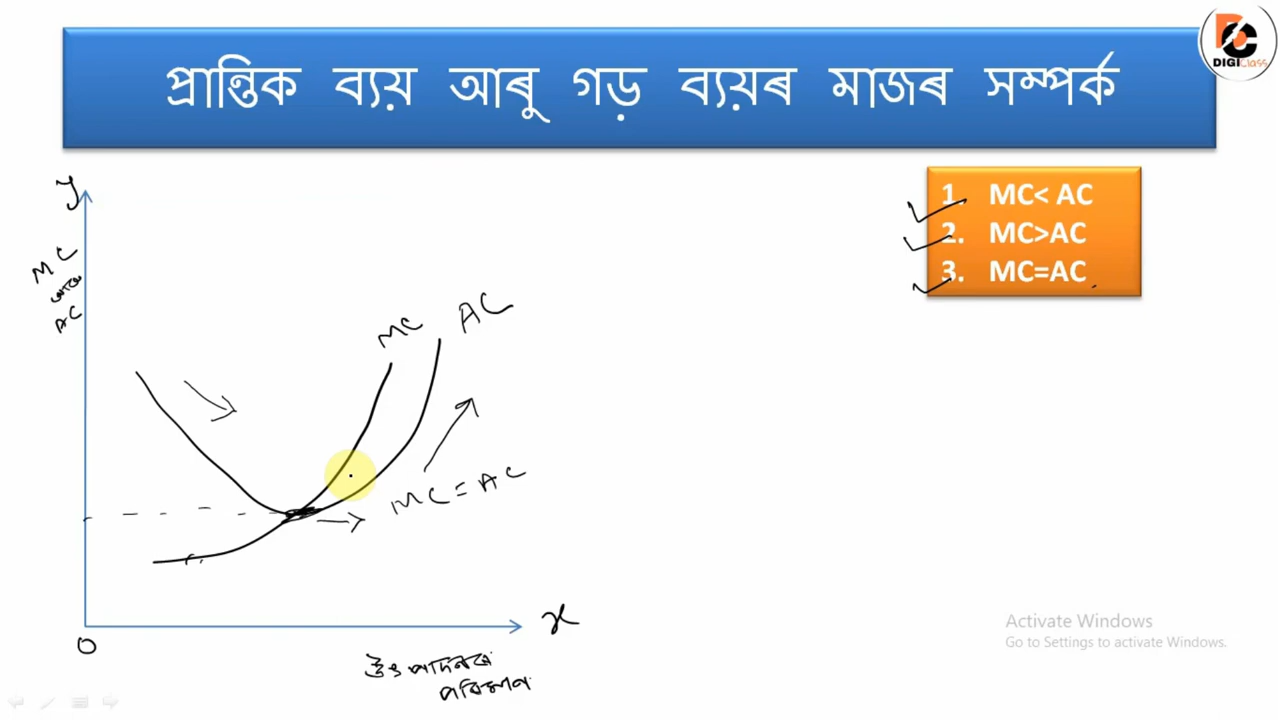 প্ৰান্তিক ব্যয় আৰু গড় ব্যয়ৰ মাজৰ সম্পৰ্ক
DIGIClass
1. MC< AC
2. MC>AC
3. MC=AC
y
MC
AC
MC
AC
MC = AC
x
0
উৎপাদনৰ
পৰিমাণ
Activate Windows
Go to Settings to activate Windows.